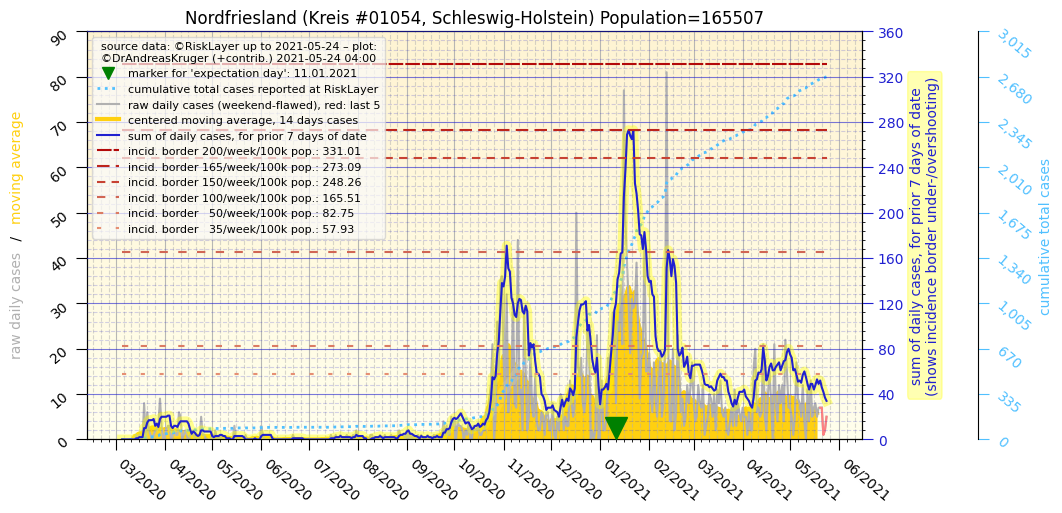 Nordfriesland (Kreis #01054, Schleswig-Holstein) Population=165507
source data: ©RiskLayer up to 2021-05-24 – plot:
©DrAndreasKruger (+contrib.) 2021-05-24 04:00
marker for 'expectation day': 11.01.2021
cumulative total cases reported at RiskLayer
raw daily cases (weekend-flawed), red: last 5
centered moving average, 14 days cases
sum of daily cases, for prior 7 days of date
incid. border 200/week/100k pop.: 331.01
incid. border 165/week/100k pop.: 273.09
incid. border 150/week/100k pop.: 248.26
incid. border 100/week/100k pop.: 165.51
incid. border 50/week/100k pop.: 82.75
incid. border 35/week/100k pop.: 57.93
raw daily cases / moving average
90
80
70
60
50
40
30
20
10
0
03/2020
04/2020
05/2020
06/2020
07/2020
08/2020
09/2020
10/2020
11/2020
12/2020
01/2021
02/2021
03/2021
04/2021
05/2021
06/2021
360
320
280
240
200
160
120
80
40
0
sum of daily cases, for prior 7 days of date
(shows incidence border under-/overshooting)
3,015
2,680
2,345
2,010
1,675
1,340
1,005
670
335
0
cumulative total cases